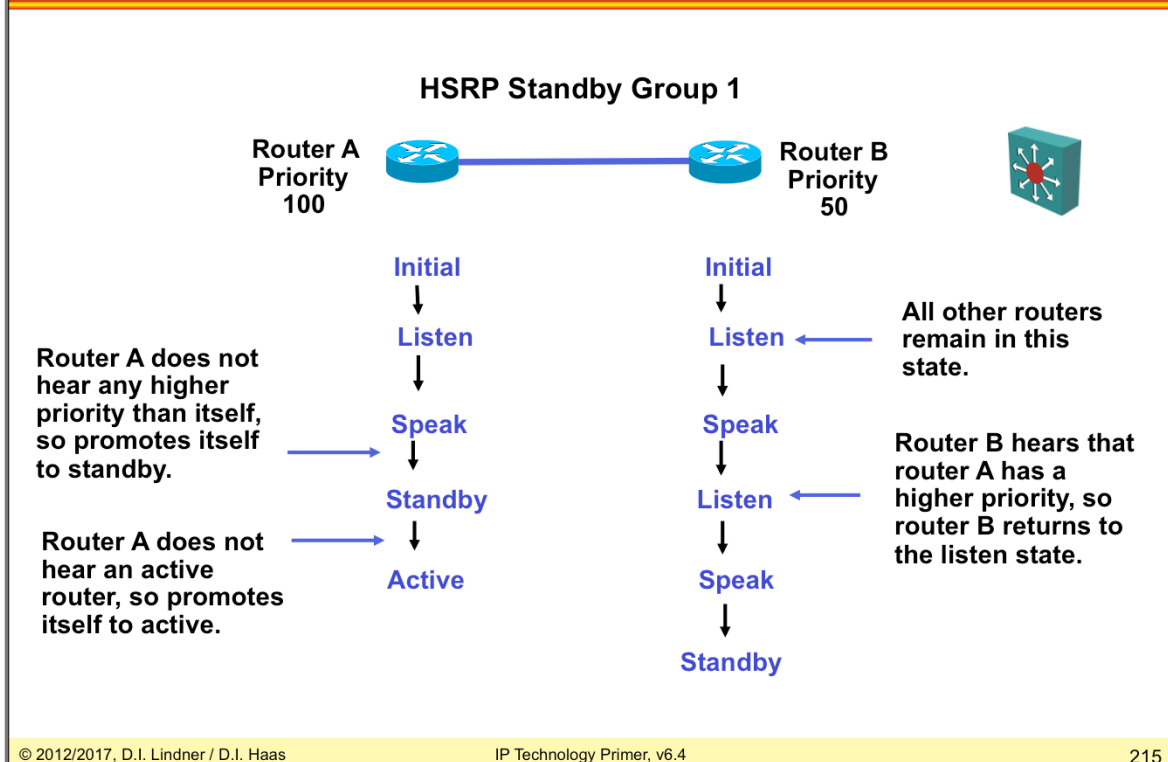 HSRP Standby Group 1
Router A
Priority
100
Router B
Priority
50
Initial
Listen
Speak
Standby
Active
Router A does not
hear any higher
priority than itself,
so promotes itself
to standby.
Router A does not
hear an active
router, so promotes
itself to active.
Initial
Listen
Speak
Listen
Speak
Standby
All other routers
remain in this
state.
Router B hears that
router A has a
higher priority, so
router B returns to
the listen state.
© 2012/2017, D.I. Lindner / D.I. Haas
IP Technology Primer, v6.4
215